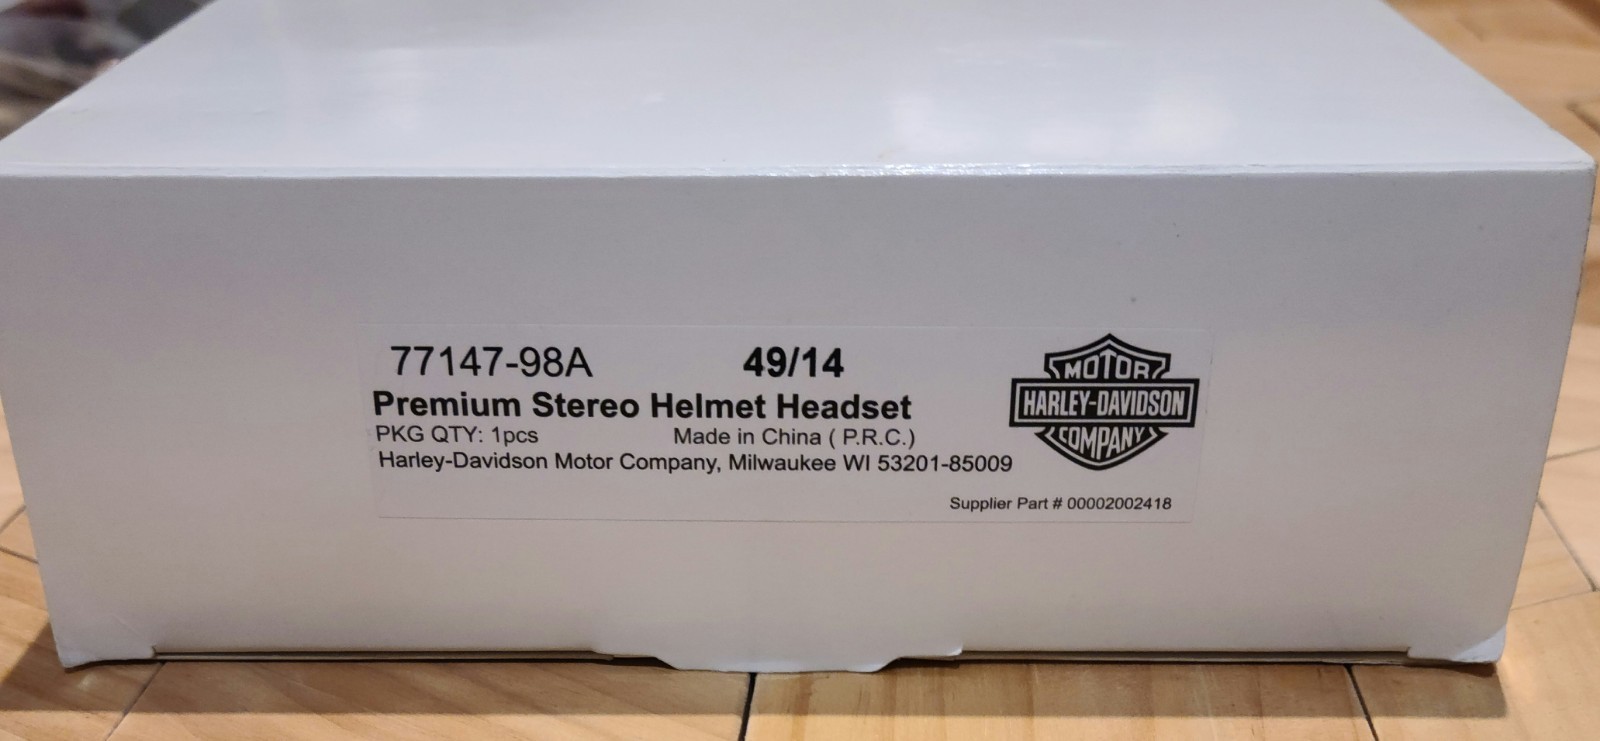 77147-98A 49/14
Premium Stereo Helmet Headset
PKG QTY: 1pcs Made in China ( P.R.C.)
Harley-Davidson Motor Company, Milwaukee WI 53201-85009
Supplier Part # 00002002418
MOTOR
HARLEY-DAVIDSON
COMPANY